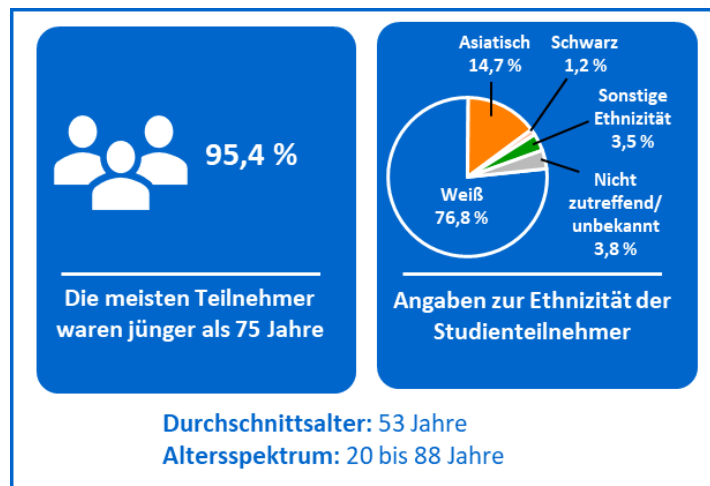 95,4 %
Die meisten Teilnehmer
waren jünger als 75 Jahre
Asiatisch
14,7 %
Schwarz
1,2 %
Sonstige
Ethnizität
3,5 %
Nicht
zutreffend/
unbekannt
3,8 %
Weiß
76,8 %
Angaben zur Ethnizität der
Studienteilnehmer
Durchschnittsalter: 53 Jahre
Altersspektrum: 20 bis 88 Jahre